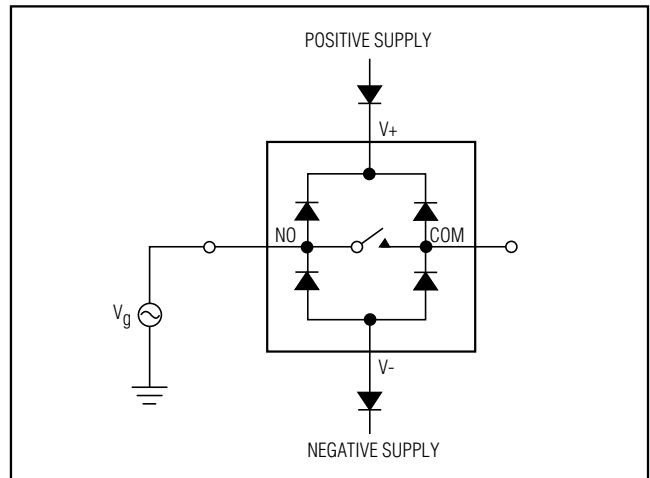 POSITIVE SUPPLY
V+
NO
COM
Vg
V-
NEGATIVE SUPPLY